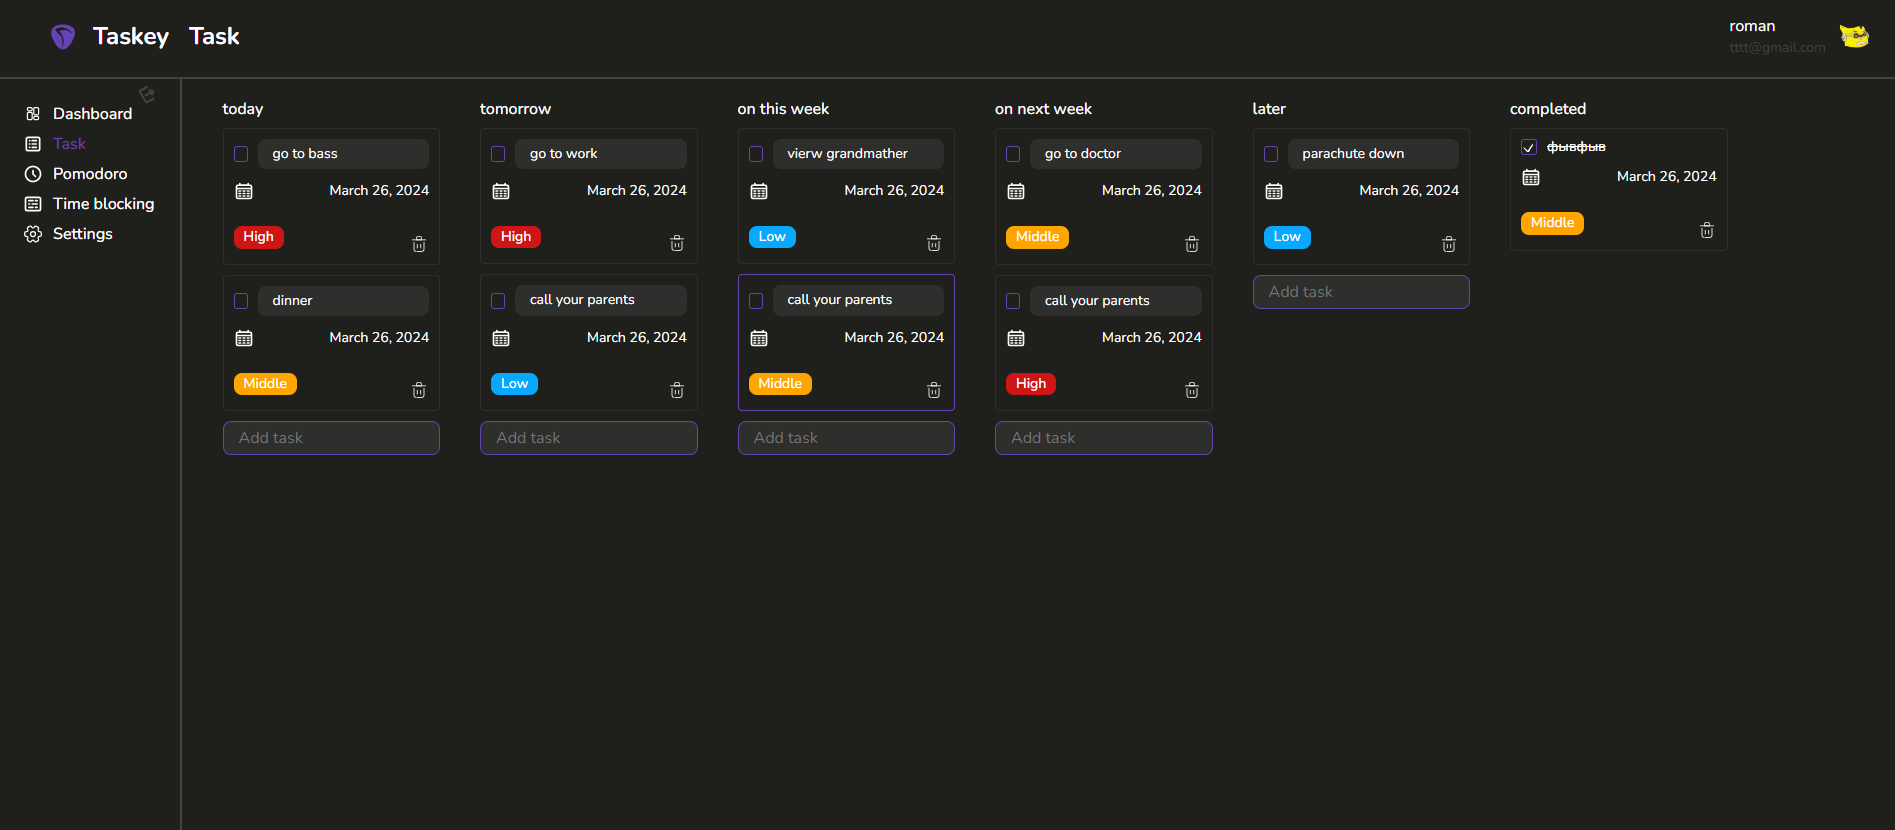 Taskey Task
roman
tttt@gmail.com
Dashboard
Task
Pomodoro
Time blocking
Settings
today
go to bass
March 26, 2024
High
dinner
March 26, 2024
Middle
Add task
tomorrow
go to work
March 26, 2024
High
call your parents
March 26, 2024
Low
Add task
on this week
vierw grandmather
March 26, 2024
Low
call your parents
March 26, 2024
Middle
Add task
on next week
go to doctor
March 26, 2024
Middle
call your parents
March 26, 2024
High
Add task
later
parachute down
March 26, 2024
Low
Add task
completed
фывфыв
March 26, 2024
Middle